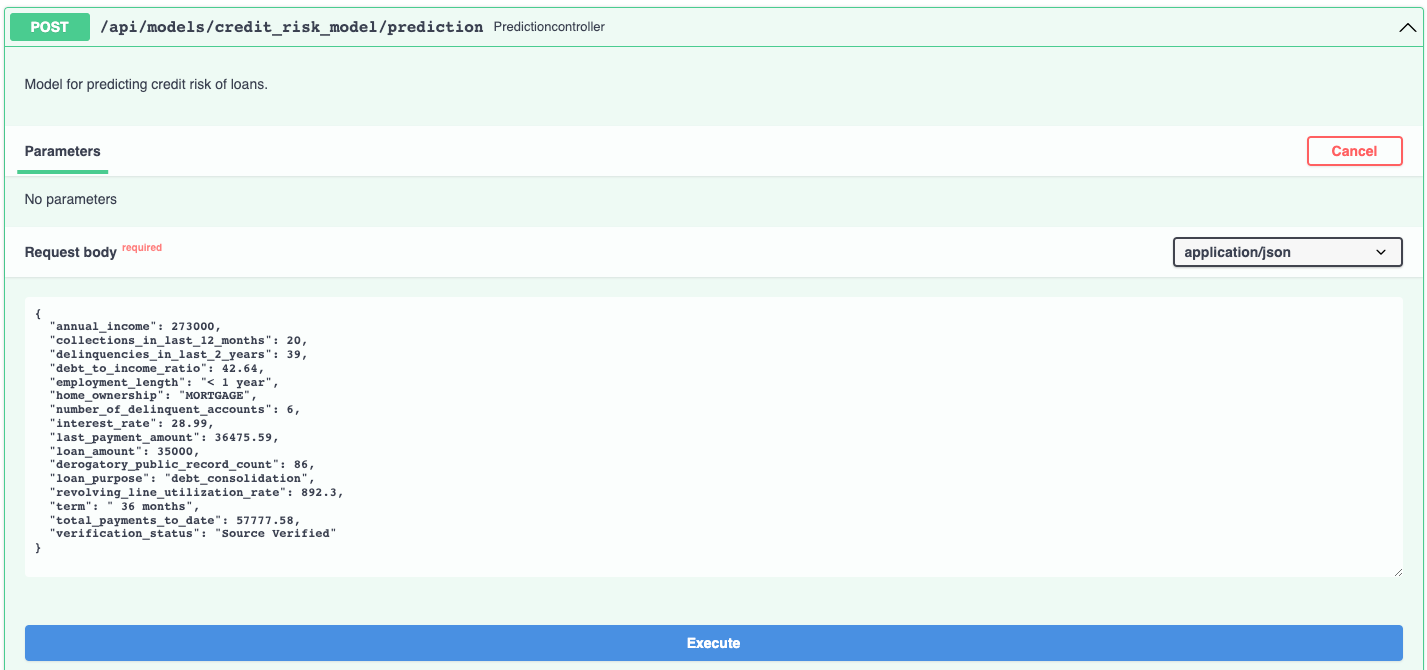 POST /api/models/credit_risk_model/prediction Predictioncontroller
Model for predicting credit risk of loans.
Parameters
Cancel
No parameters
Request body required
application/json
{
  "annual_income": 273000,
  "collections_in_last_12_months": 20,
  "delinquencies_in_last_2_years": 39,
  "debt_to_income_ratio": 42.64,
  "employment_length": "< 1 year",
  "home_ownership": "MORTGAGE",
  "number_of_delinquent_accounts": 6,
  "interest_rate": 28.99,
  "last_payment_amount": 36475.59,
  "loan_amount": 35000,
  "derogatory_public_record_count": 86,
  "loan_purpose": "debt_consolidation",
  "revolving_line_utilization_rate": 892.3,
  "term": " 36 months",
  "total_payments_to_date": 57777.58,
  "verification_status": "Source Verified"
}
Execute